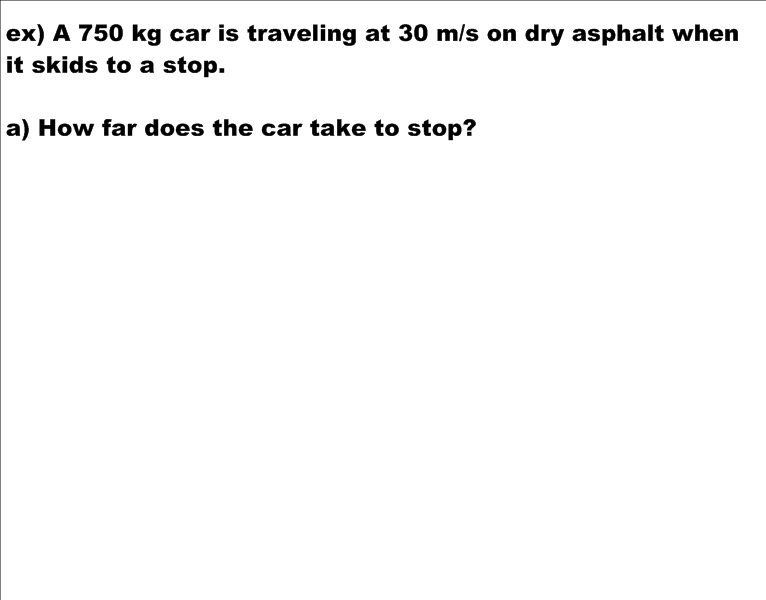 ex) A 750 kg car is traveling at 30 m/s on dry asphalt when
it skids to a stop.
a) How far does the car take to stop?